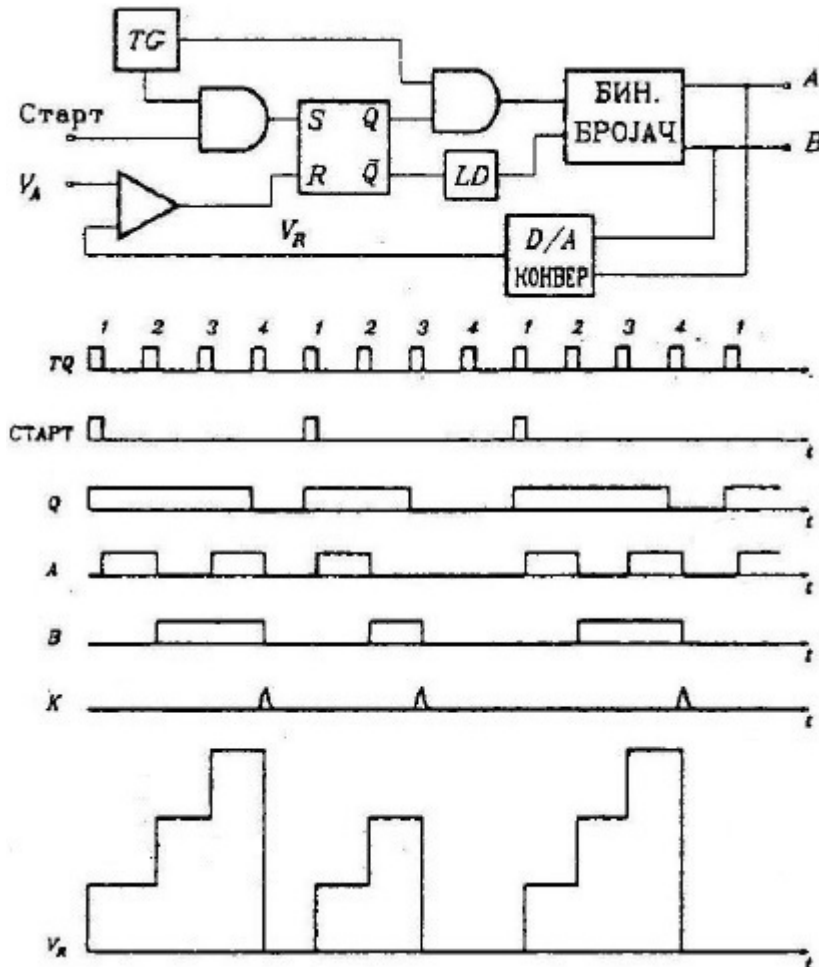 TG
A
Старт
S Q
БИН.
БРОЈАЧ
B
V_A
R Q̄
LD
V_R
D/A
КОНВЕР
1 2 3 4 1 2 3 4 1 2 3 4 1
TQ
СТАРТ
t
Q
t
A
t
B
t
K
t
V_R
t